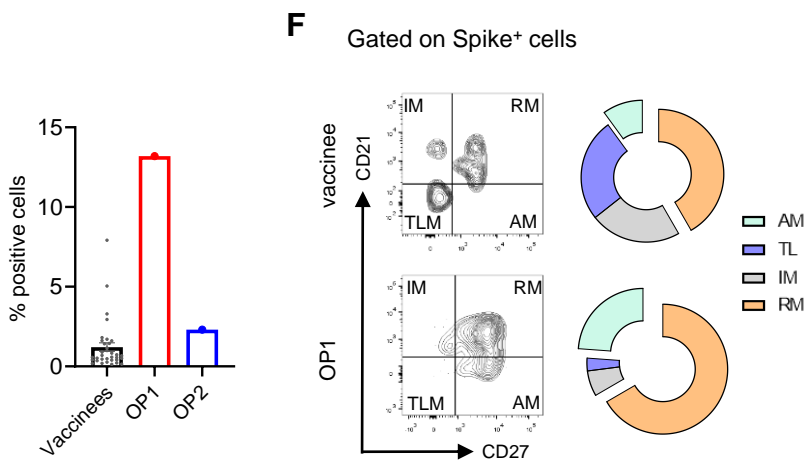 F
Gated on Spike⁺ cells
% positive cells
15
10
5
0
Vaccinees
OP1
OP2
vaccinee
CD21
IM
RM
TLM
AM
OP1
IM
RM
TLM
AM
CD27
AM
TL
IM
RM